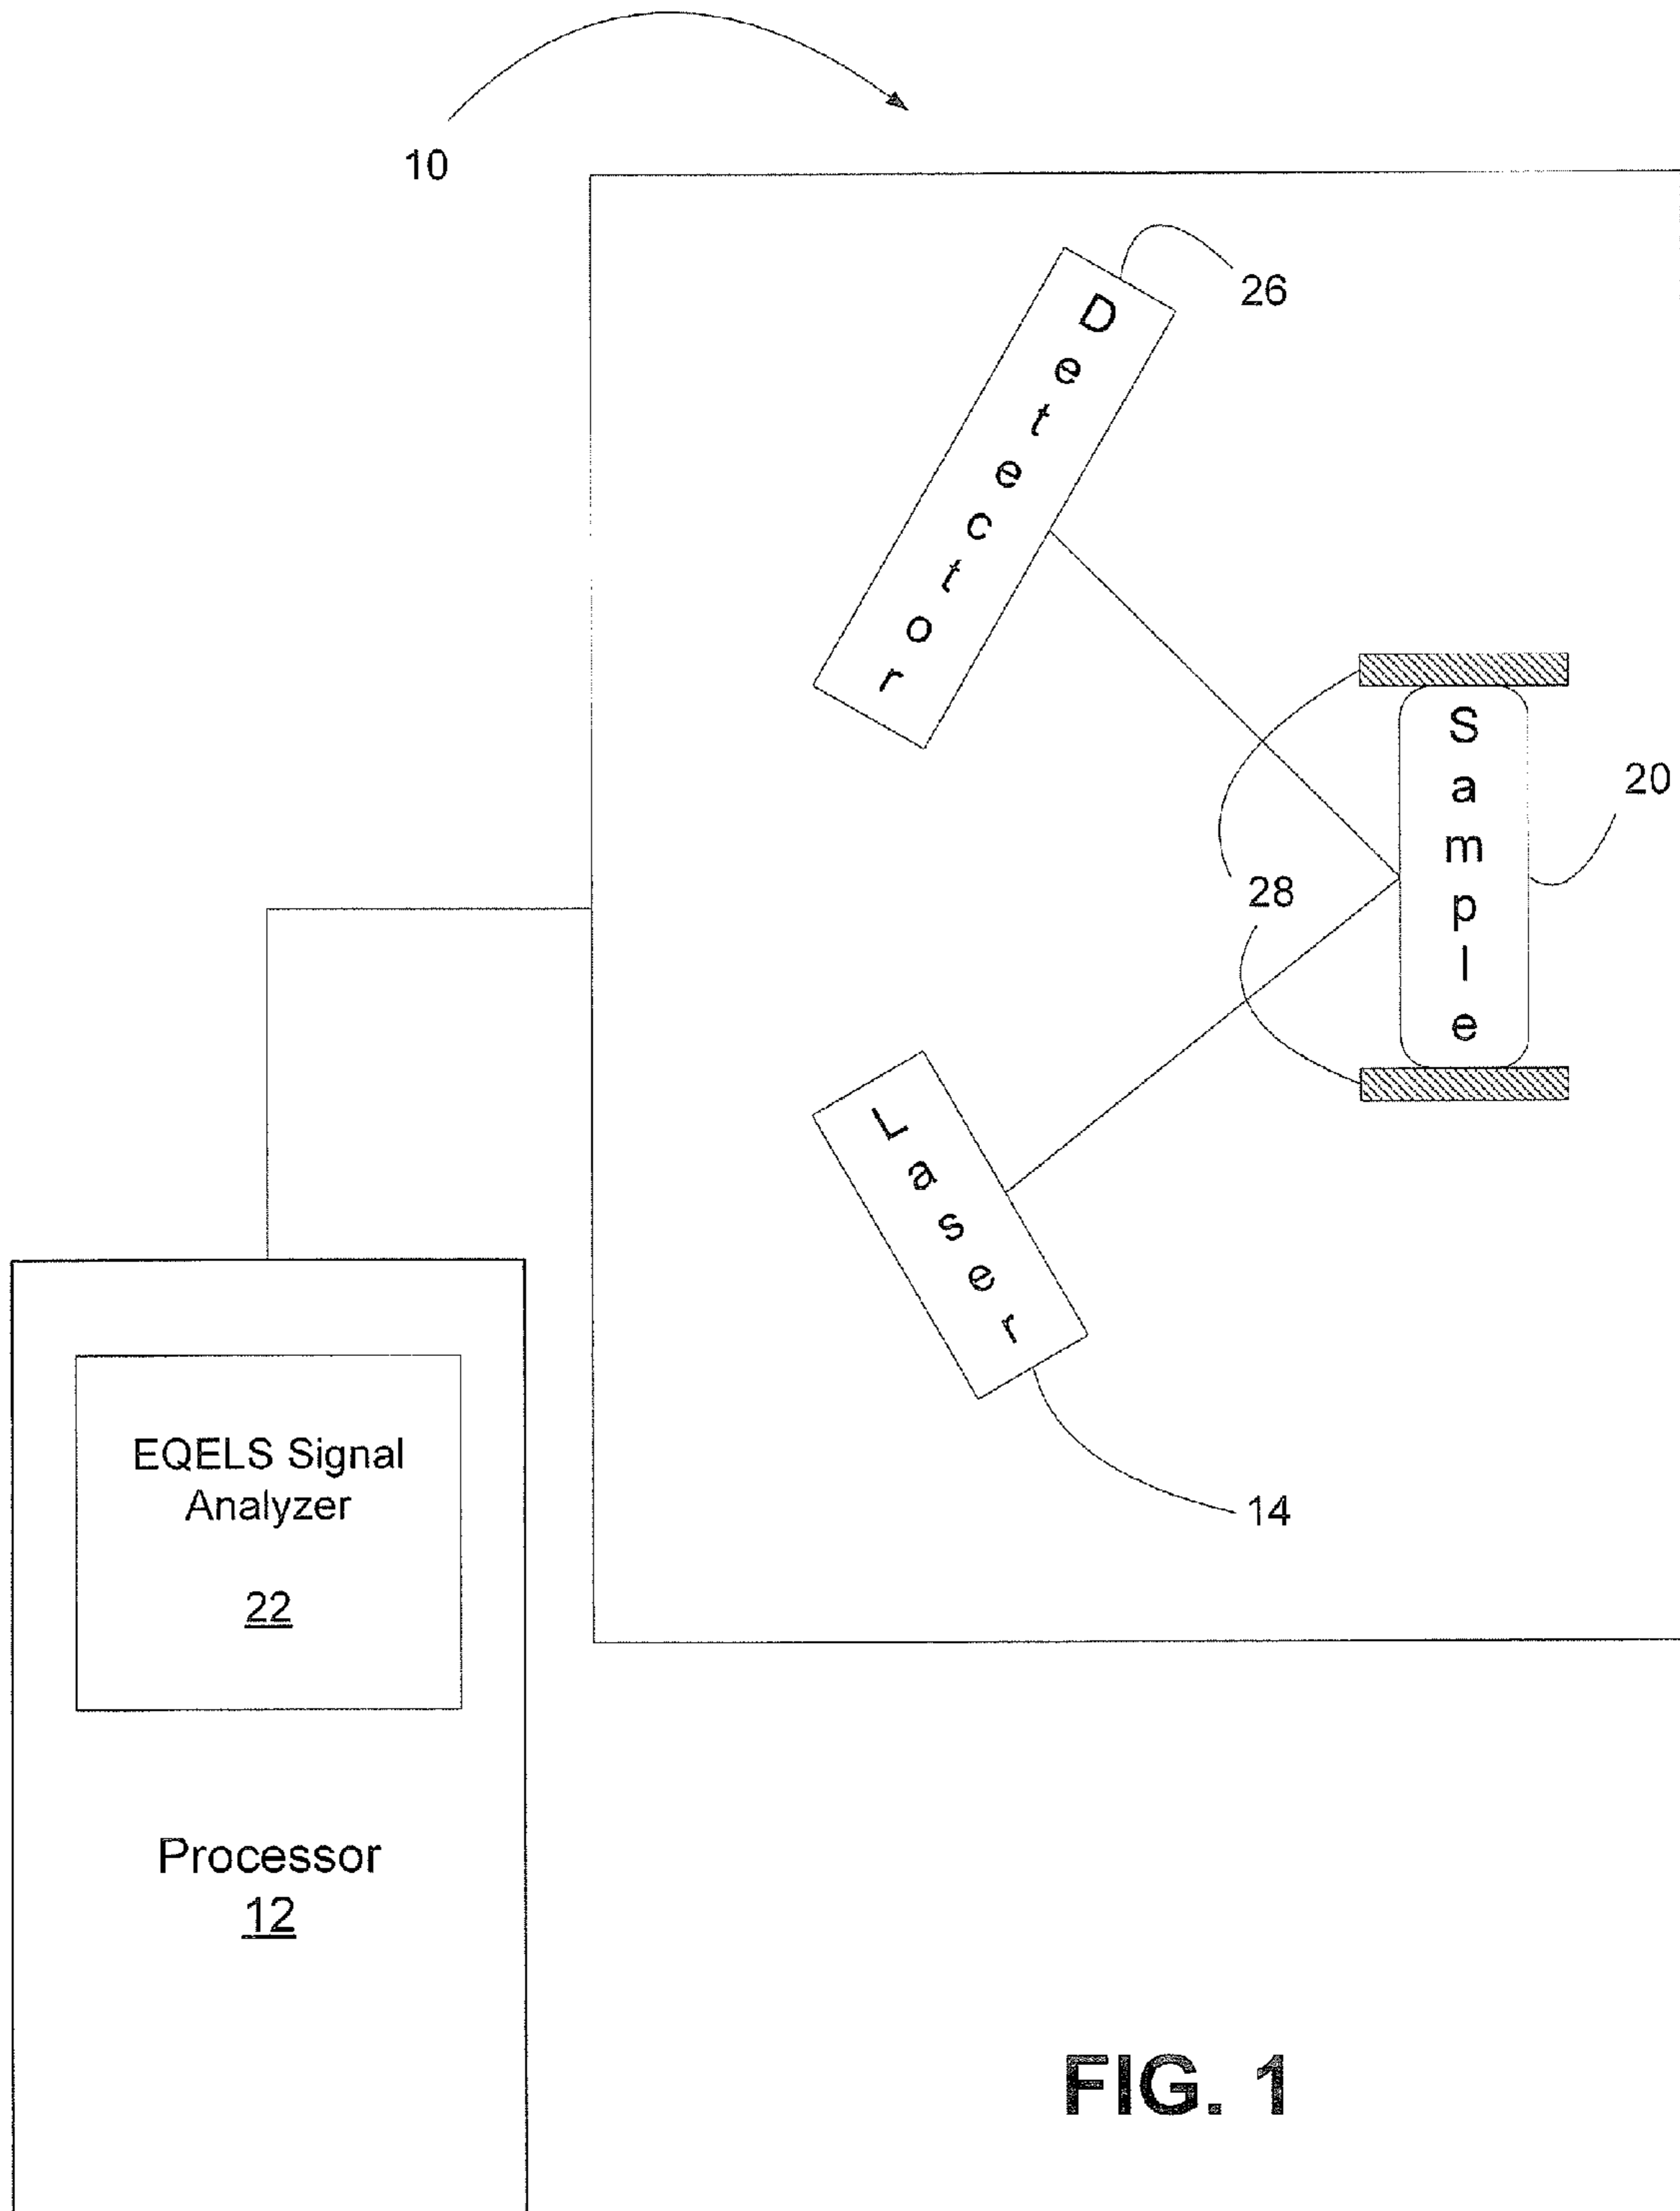 10
26
Detector
Sample
20
28
Laser
14
EQELS Signal
Analyzer
22
Processor
12
FIG. 1